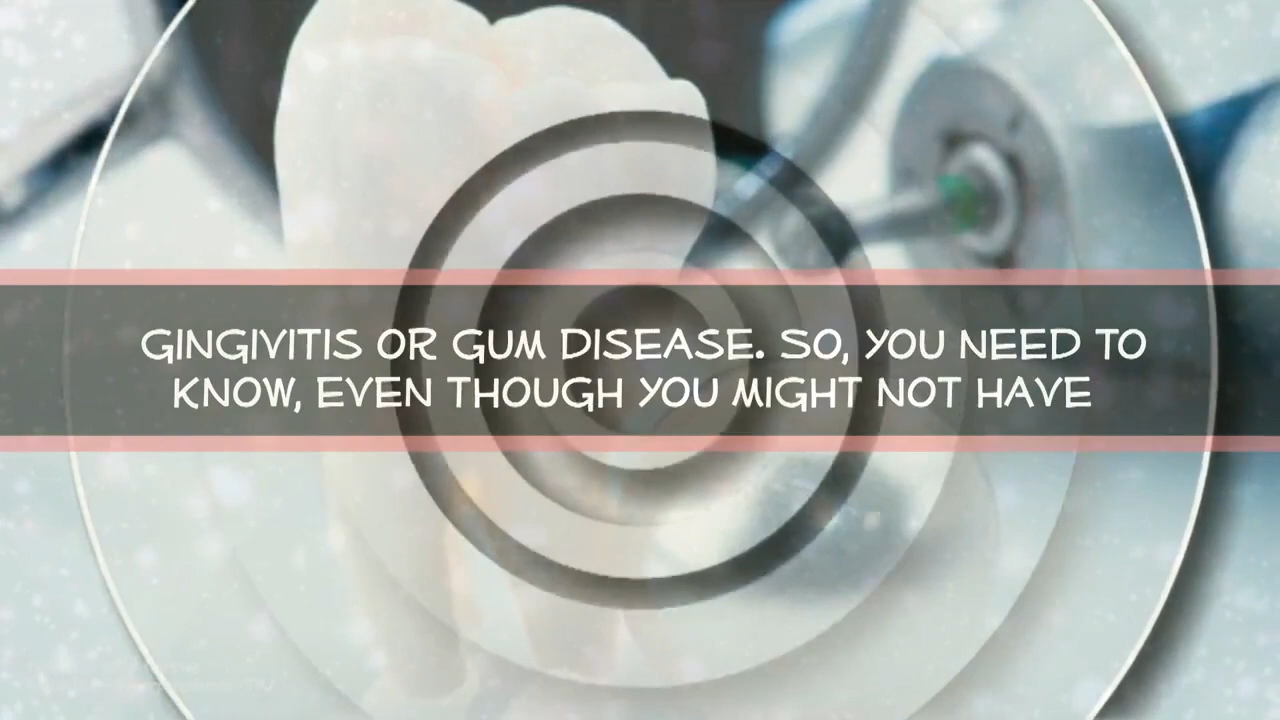 GINGIVITIS OR GUM DISEASE. SO, YOU NEED TO
KNOW, EVEN THOUGH YOU MIGHT NOT HAVE